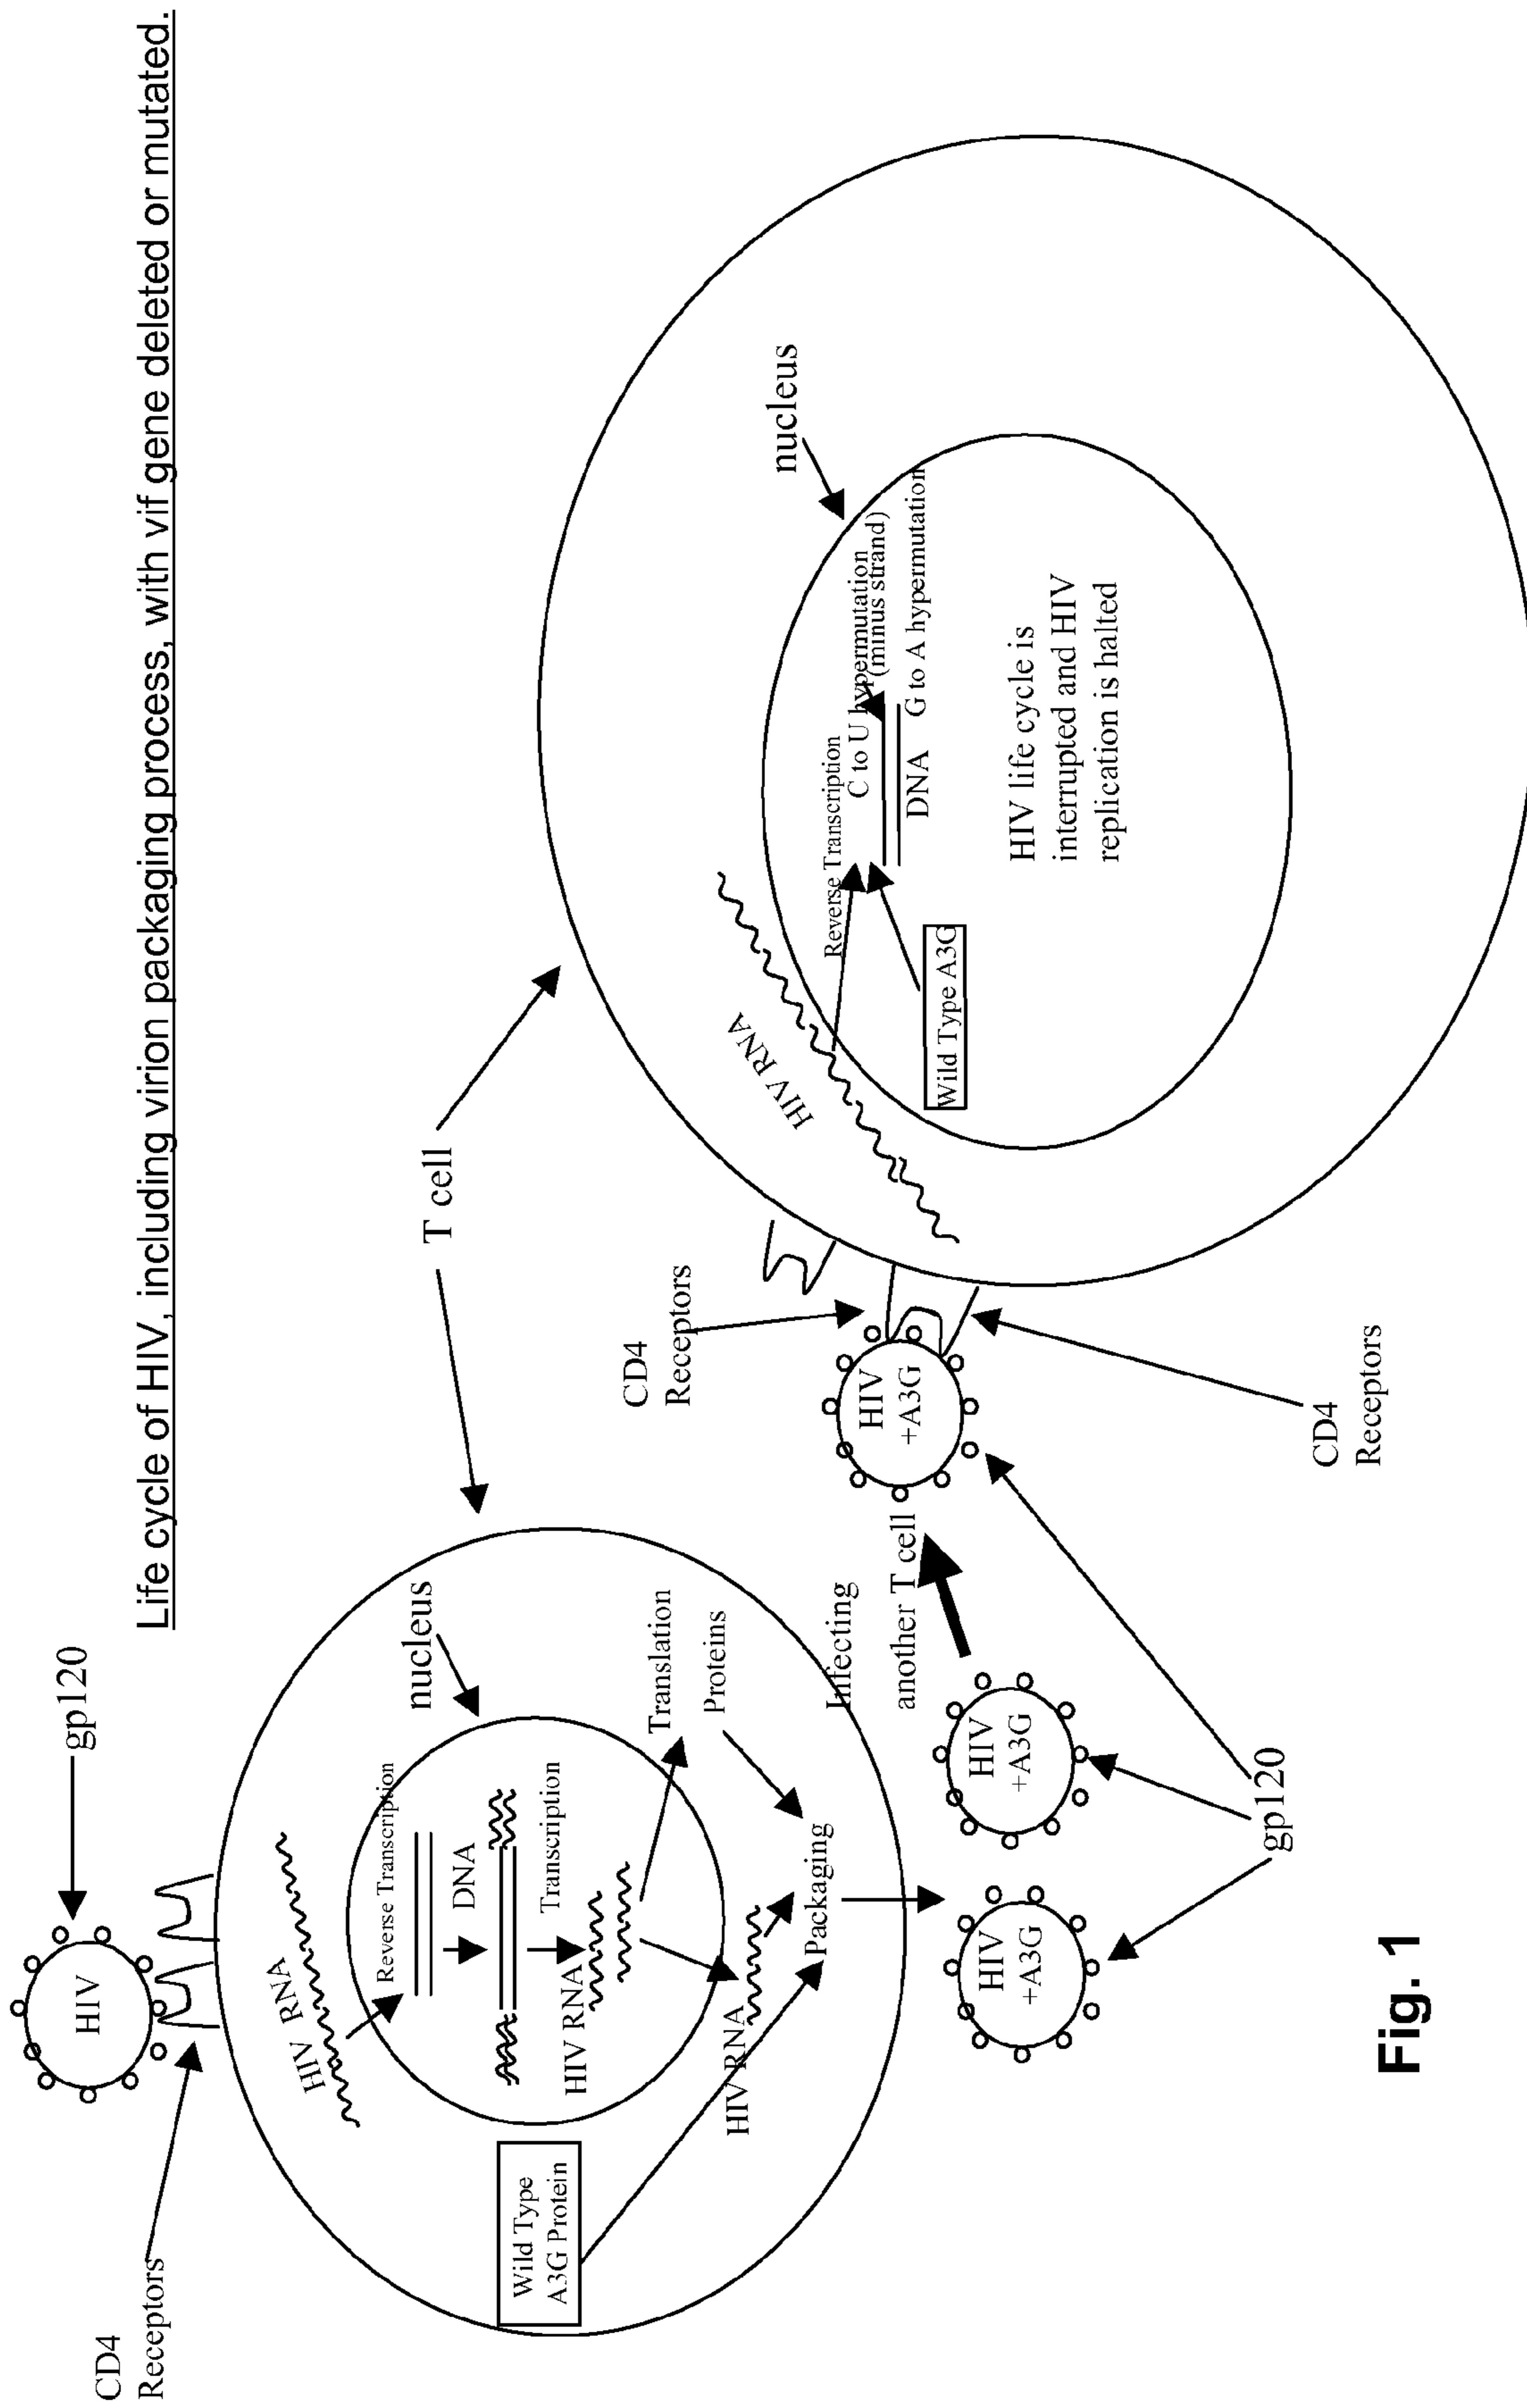 Life cycle of HIV, including virion packaging process, with vif gene deleted or mutated.
gp120
HIV
CD4
Receptors
T cell
HIV RNA
nucleus
Reverse Transcription
DNA
Transcription
HIV RNA
Translation
Proteins
Wild Type
A3G Protein
HIV RNA
Packaging
Infecting
another T cell
HIV
+A3G
HIV
+A3G
gp120
HIV
+A3G
CD4
Receptors
CD4
Receptors
HIV RNA
nucleus
Reverse Transcription
C to U hypermutation
(minus strand)
DNA
G to A hypermutation
Wild Type A3G
HIV life cycle is
interrupted and HIV
replication is halted
Fig. 1